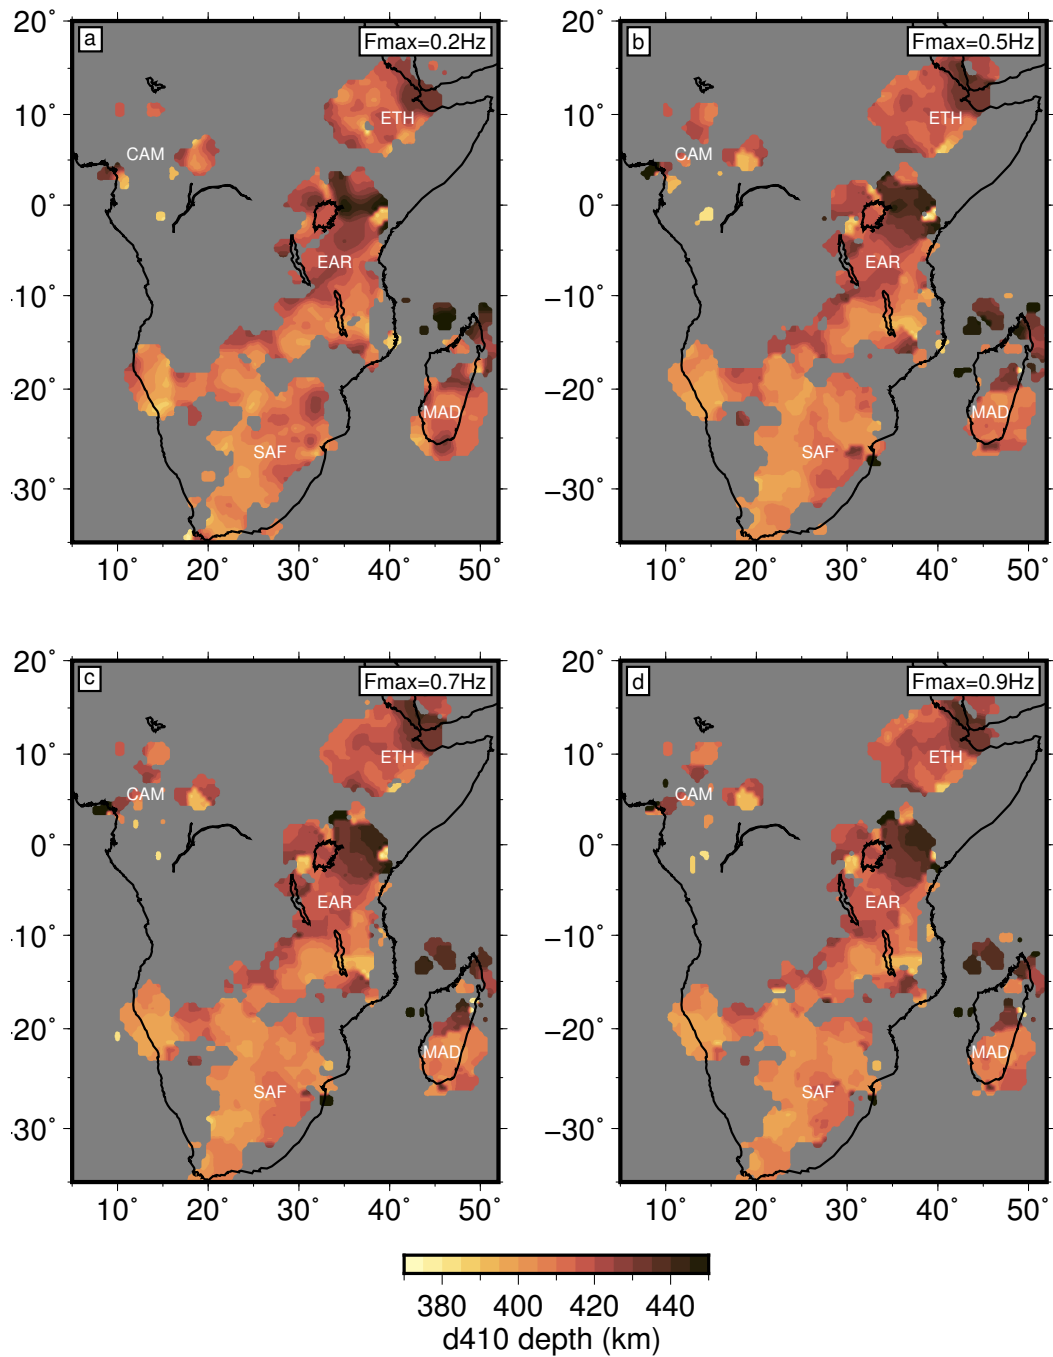 a
Fmax=0.2Hz
20˚
10˚
0˚
−10˚
−20˚
−30˚
ETH
CAM
EAR
MAD
SAF
10˚ 20˚ 30˚ 40˚ 50˚
b
Fmax=0.5Hz
20˚
10˚
0˚
−10˚
−20˚
−30˚
ETH
CAM
EAR
MAD
SAF
10˚ 20˚ 30˚ 40˚ 50˚
c
Fmax=0.7Hz
20˚
10˚
0˚
−10˚
−20˚
−30˚
ETH
CAM
EAR
MAD
SAF
10˚ 20˚ 30˚ 40˚ 50˚
d
Fmax=0.9Hz
20˚
10˚
0˚
−10˚
−20˚
−30˚
ETH
CAM
EAR
MAD
SAF
10˚ 20˚ 30˚ 40˚ 50˚
380 400 420 440
d410 depth (km)